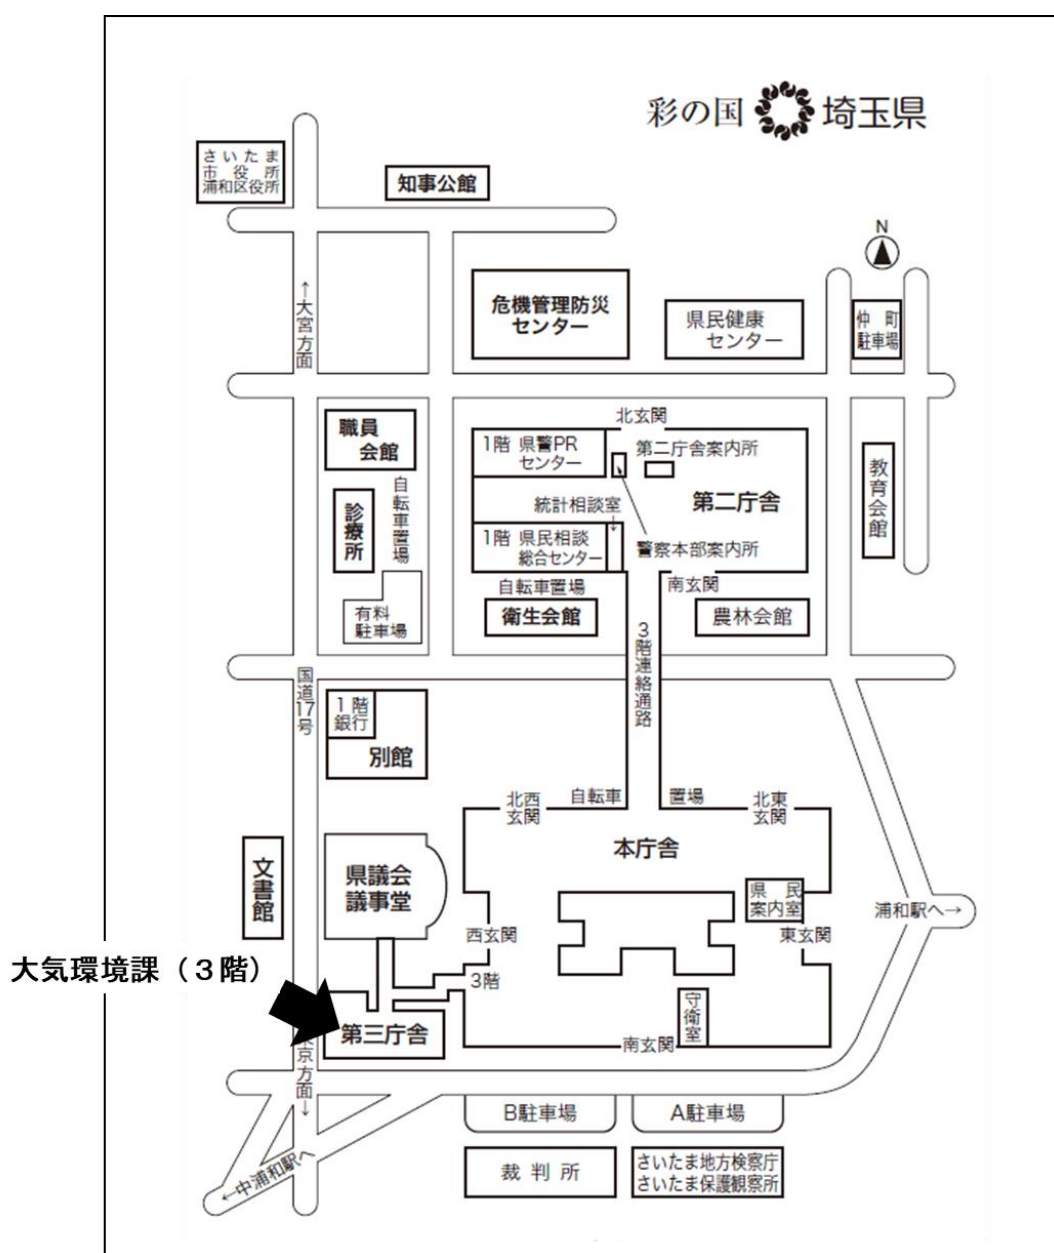 彩の国 埼玉県
さいたま
市役所
浦和区役所
知事公館
N
↑大宮方面
危機管理防災
センター
県民健康
センター
仲町
駐車場
職員
会館
北玄関
1階 県警PR
センター
第二庁舎案内所
教育会館
自転車置場
診療所
統計相談室
第二庁舎
1階 県民相談
総合センター
警察本部案内所
自転車置場
南玄関
有料
駐車場
衛生会館
農林会館
3階連絡通路
国道17号
1階
銀行
別館
北西
玄関
自転車
置場
北東
玄関
本庁舎
文書館
県議会
議事堂
県民
案内室
浦和駅へ→
西玄関
東玄関
大気環境課（３階）
3階
守衛室
第三庁舎
南玄関
京方面↓
B駐車場
A駐車場
←中浦和駅へ
裁判所
さいたま地方検察庁
さいたま保護観察所